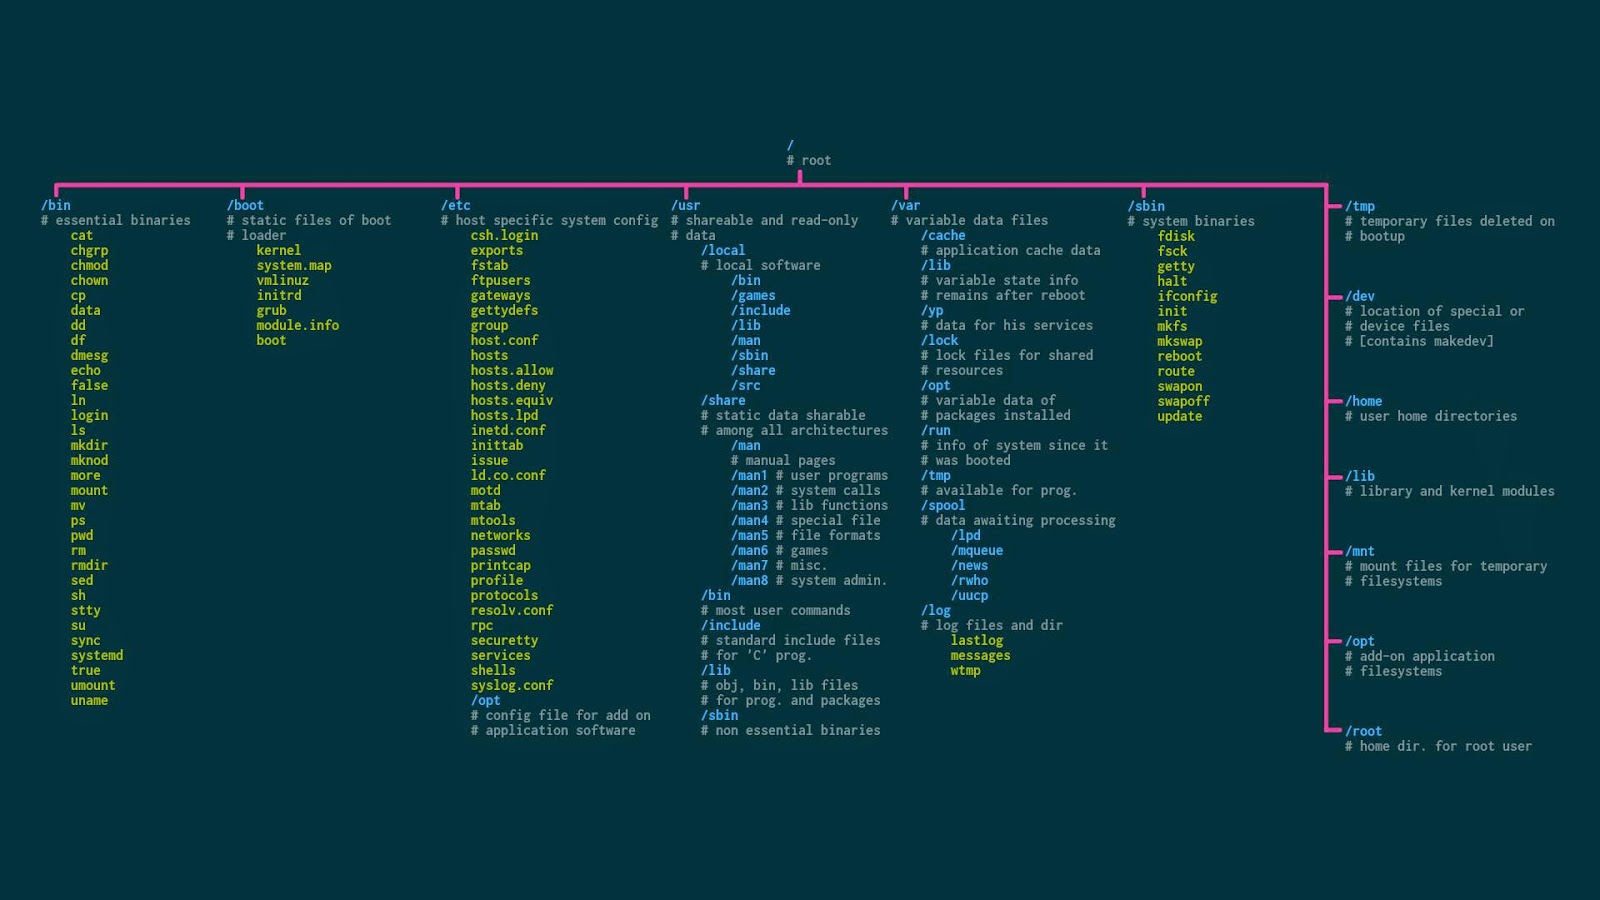 /
# root
/bin
# essential binaries
cat
chgrp
chmod
chown
cp
data
dd
df
dmesg
echo
false
ln
login
ls
mkdir
mknod
more
mount
mv
ps
pwd
rm
rmdir
sed
sh
stty
su
sync
systemd
true
umount
uname
/boot
# static files of boot
# loader
kernel
system.map
vmlinuz
initrd
grub
module.info
boot
/etc
# host specific system config
csh.login
exports
fstab
ftpusers
gateways
gettydefs
group
host.conf
hosts
hosts.allow
hosts.deny
hosts.equiv
hosts.lpd
inetd.conf
inittab
issue
ld.co.conf
motd
mtab
mtools
networks
passwd
printcap
profile
protocols
resolv.conf
rpc
securetty
services
shells
syslog.conf
/opt
# config file for add on
# application software
/usr
# shareable and read-only
# data
/local
# local software
/bin
/games
/include
/lib
/man
/sbin
/share
/src
/share
# static data sharable
# among all architectures
/man
# manual pages
/man1 # user programs
/man2 # system calls
/man3 # lib functions
/man4 # special file
/man5 # file formats
/man6 # games
/man7 # misc.
/man8 # system admin.
/bin
# most user commands
/include
# standard include files
# for 'C' prog.
/lib
# obj, bin, lib files
# for prog. and packages
/sbin
# non essential binaries
/var
# variable data files
/cache
# application cache data
/lib
# variable state info
# remains after reboot
/yp
# data for his services
/lock
# lock files for shared
# resources
/opt
# variable data of
# packages installed
/run
# info of system since it
# was booted
/tmp
# available for prog.
/spool
# data awaiting processing
/lpd
/mqueue
/news
/rwho
/uucp
/log
# log files and dir
lastlog
messages
wtmp
/sbin
# system binaries
fdisk
fsck
getty
halt
ifconfig
init
mkfs
mkswap
reboot
route
swapon
swapoff
update
/tmp
# temporary files deleted on
# bootup
/dev
# location of special or
# device files
# [contains makedev]
/home
# user home directories
/lib
# library and kernel modules
/mnt
# mount files for temporary
# filesystems
/opt
# add-on application
# filesystems
/root
# home dir. for root user